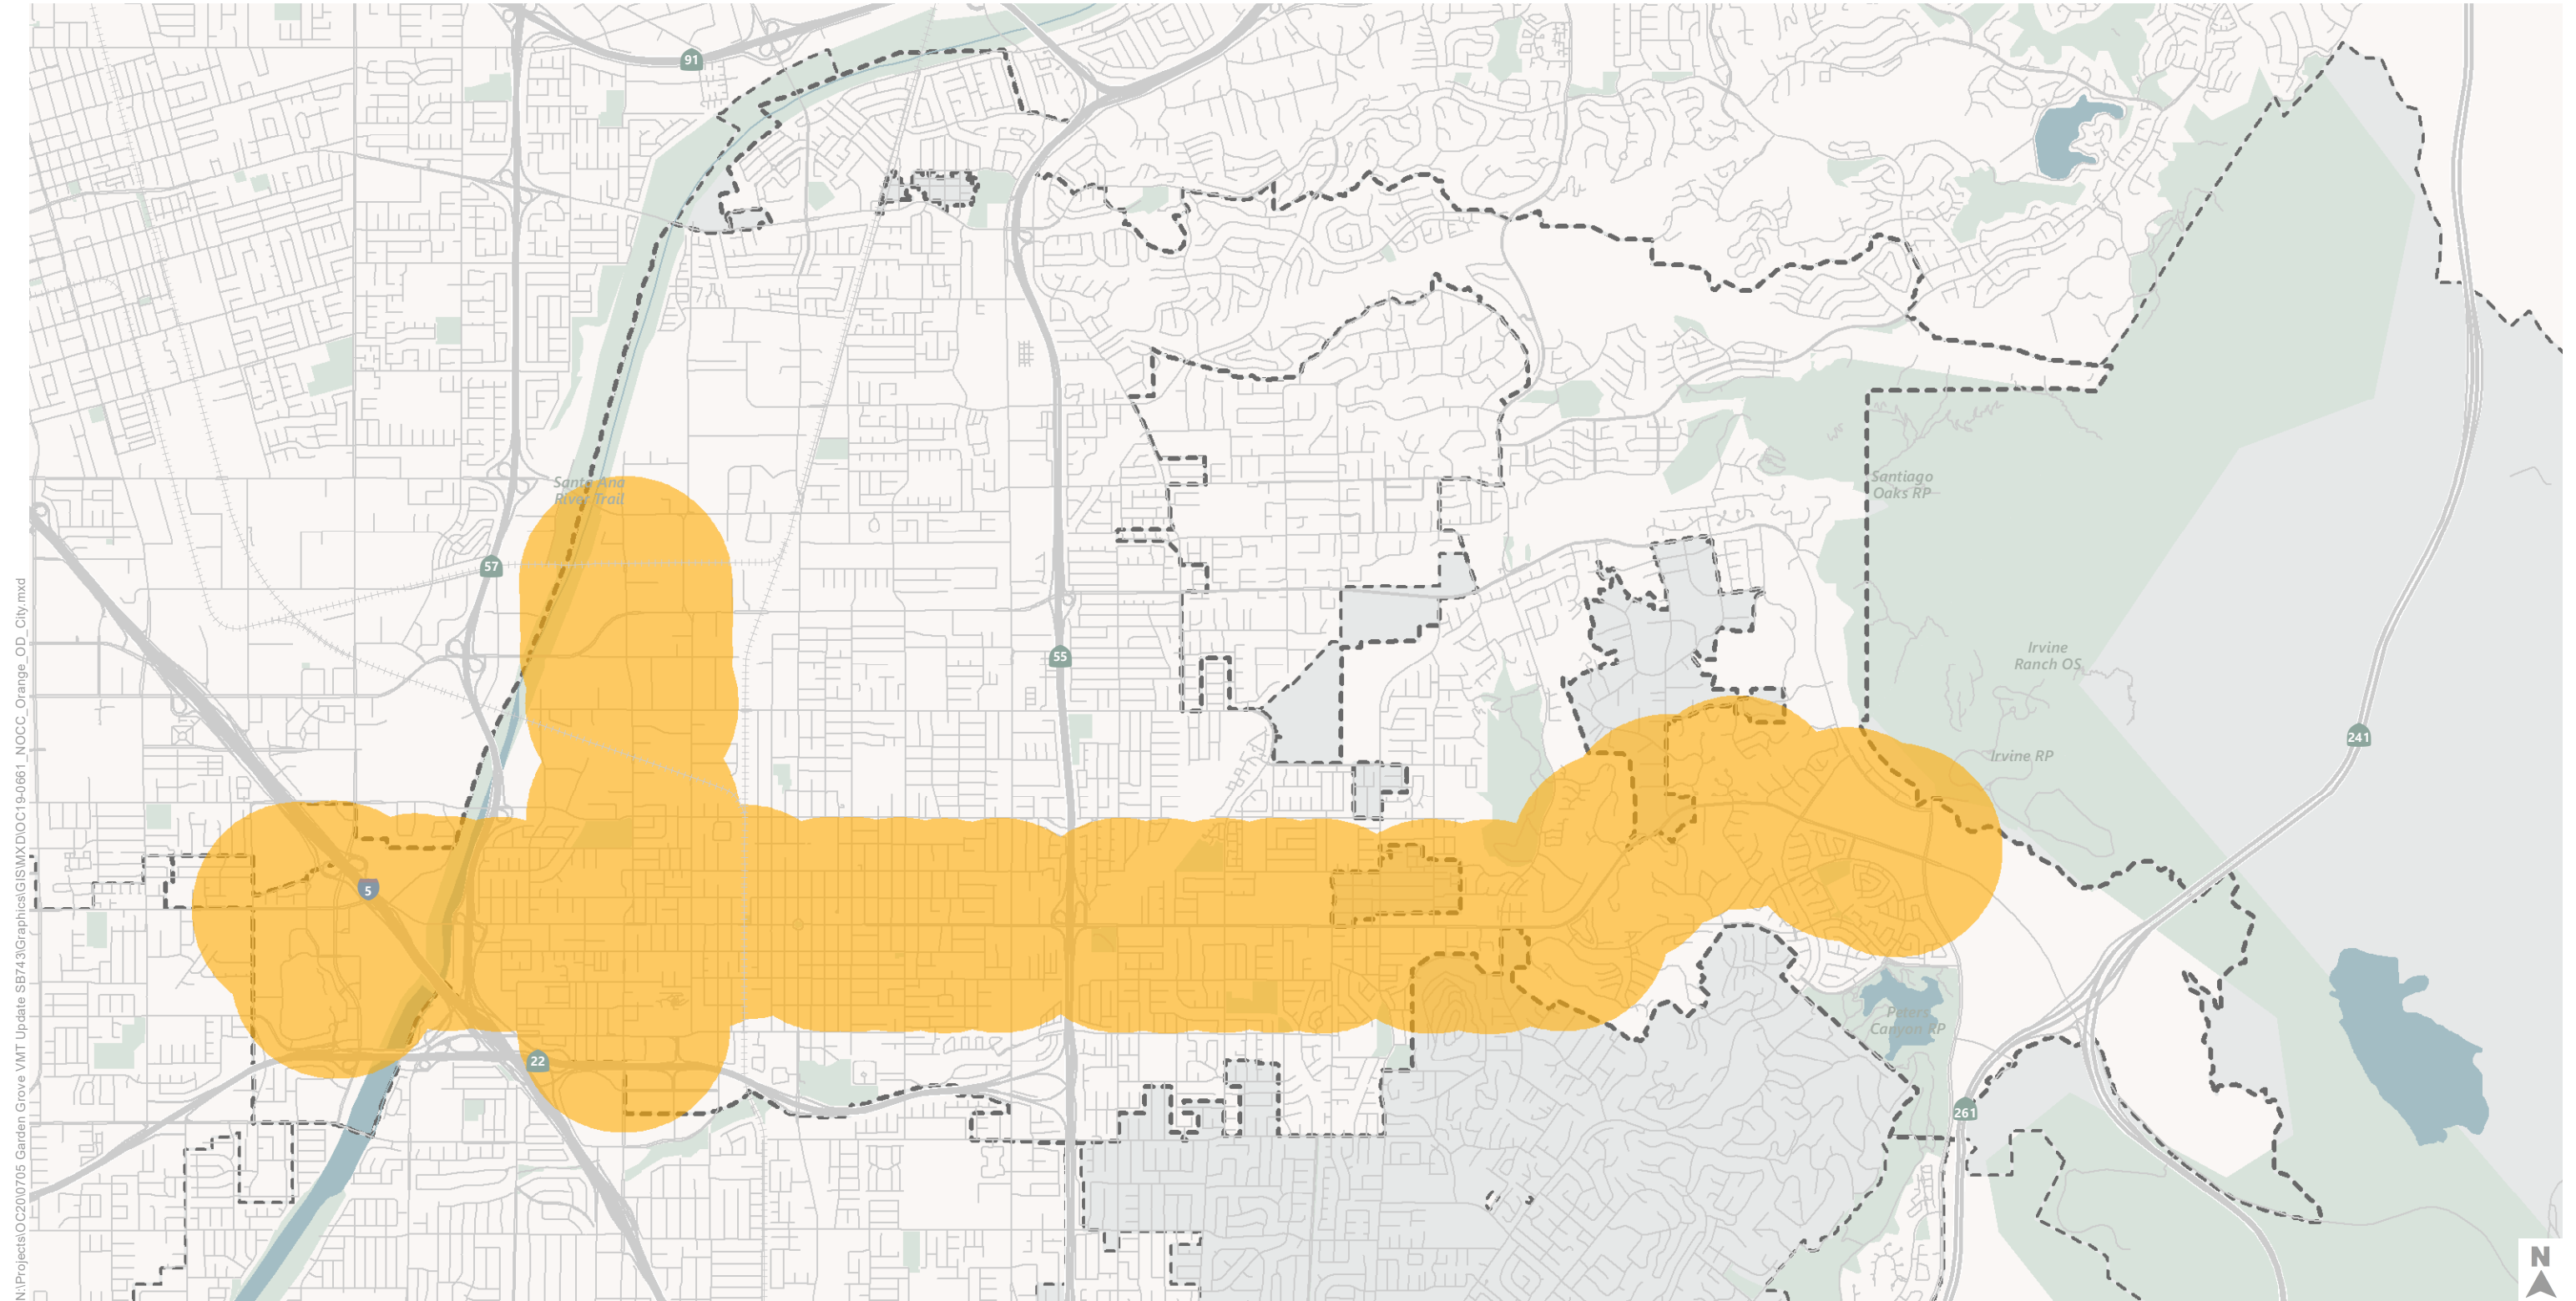 91
Santa Ana
River Trail
Santiago
Oaks RP
57
55
Irvine
Ranch OS
241
Irvine RP
5
Peters
Canyon RP
22
261
N
N:\Projects\OC20\0705 Garden Grove VMT Update SB743\Graphics\GIS\MXD\OC19-0661_NOCC_Orange_OD_City.mxd